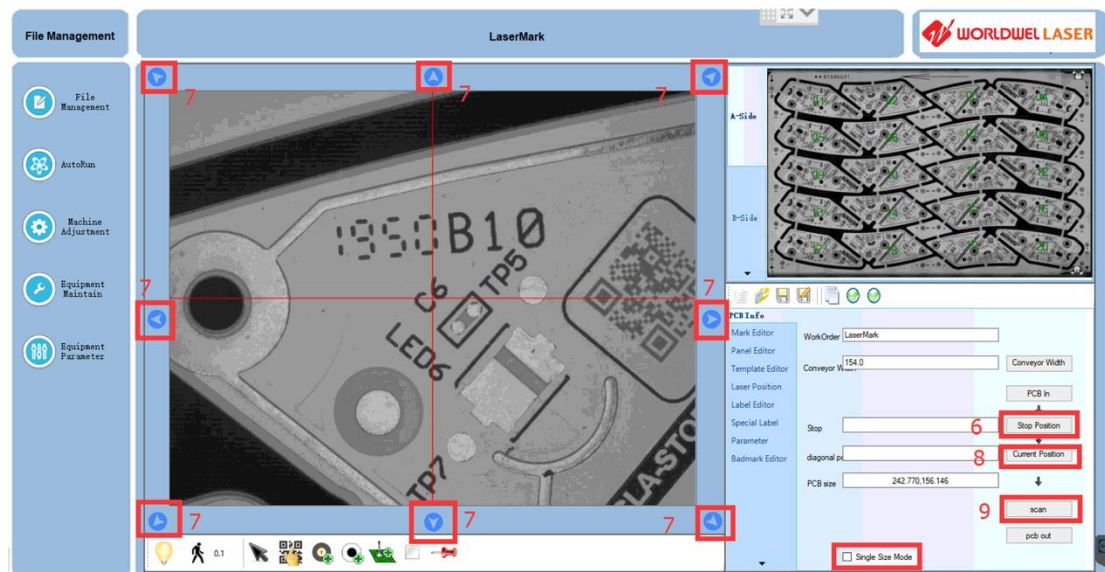 File Management
LaserMark
WORLDWEL LASER
File
Management
AutoRun
Machine
Adjustment
Equipment
Maintain
Equipment
Parameter
7
7
7
7
7
7
7
7
1950B10
C6
TP5
LED6
TP7
0.1
A-Side
B-Side
PCB Info
Mark Editor
Panel Editor
Template Editor
Laser Position
Label Editor
Special Label
Parameter
Badmark Editor
WorkOrder
LaserMark
Conveyor
154.0
Conveyor Width
PCB In
Stop
6
Stop Position
diagonal
8
Current Position
PCB size
242.770,156.146
9
scan
pcb out
Single Size Mode